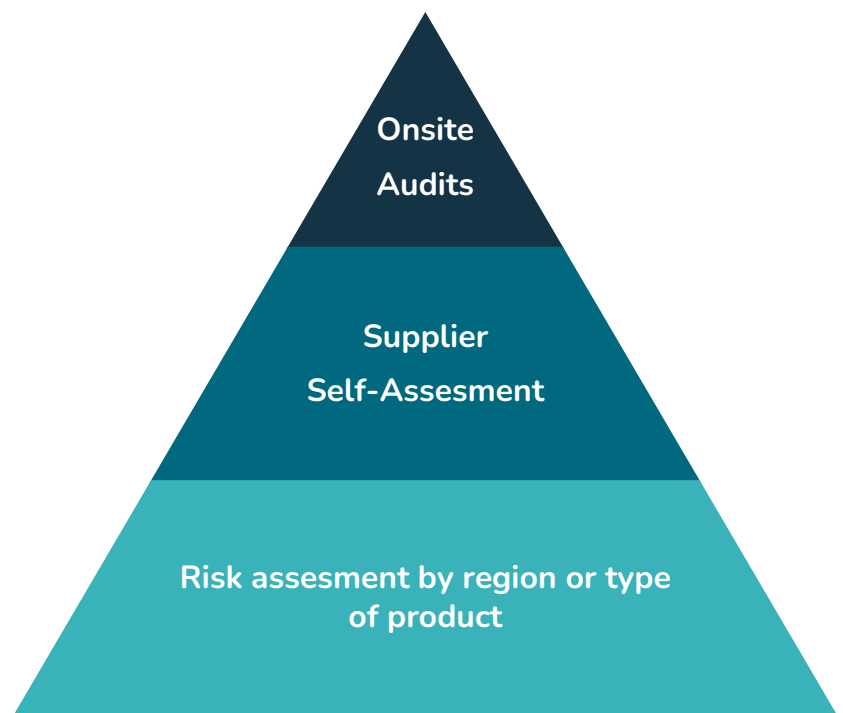 Onsite
Audits
Supplier
Self-Assesment
Risk assesment by region or type
of product